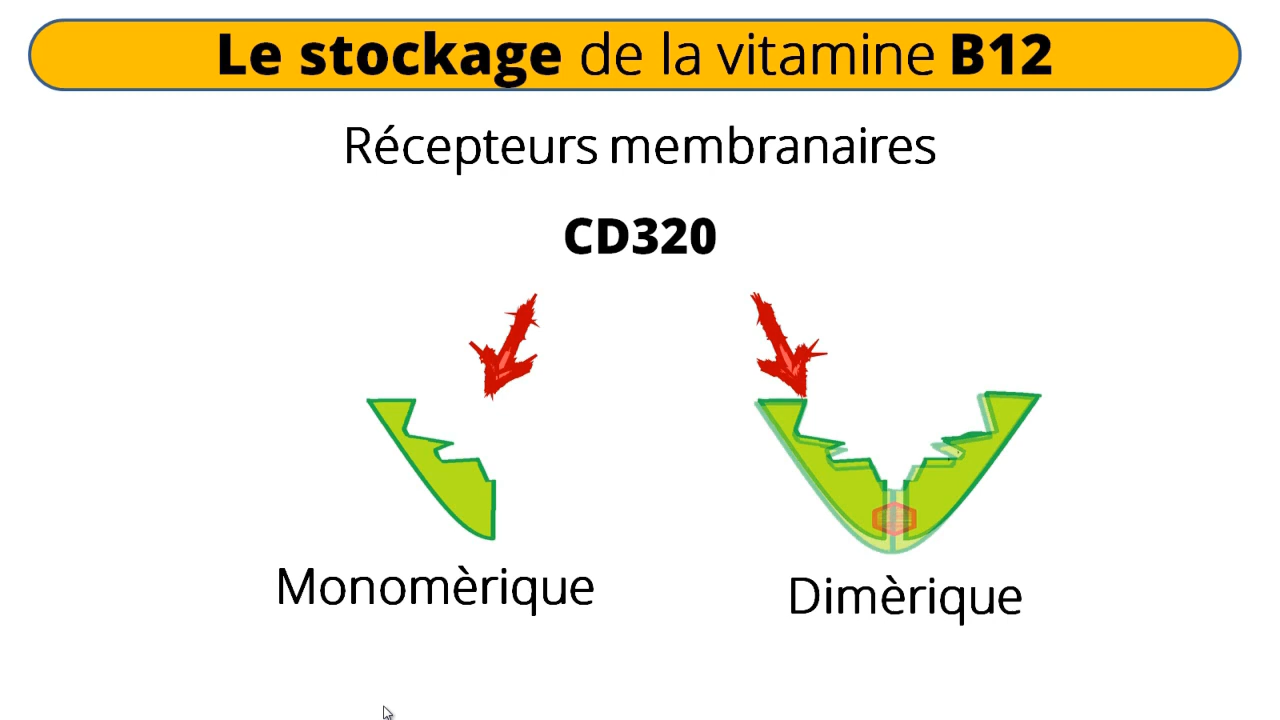 Le stockage de la vitamine B12
Récepteurs membranaires
CD320
Monomèrique
Dimèrique